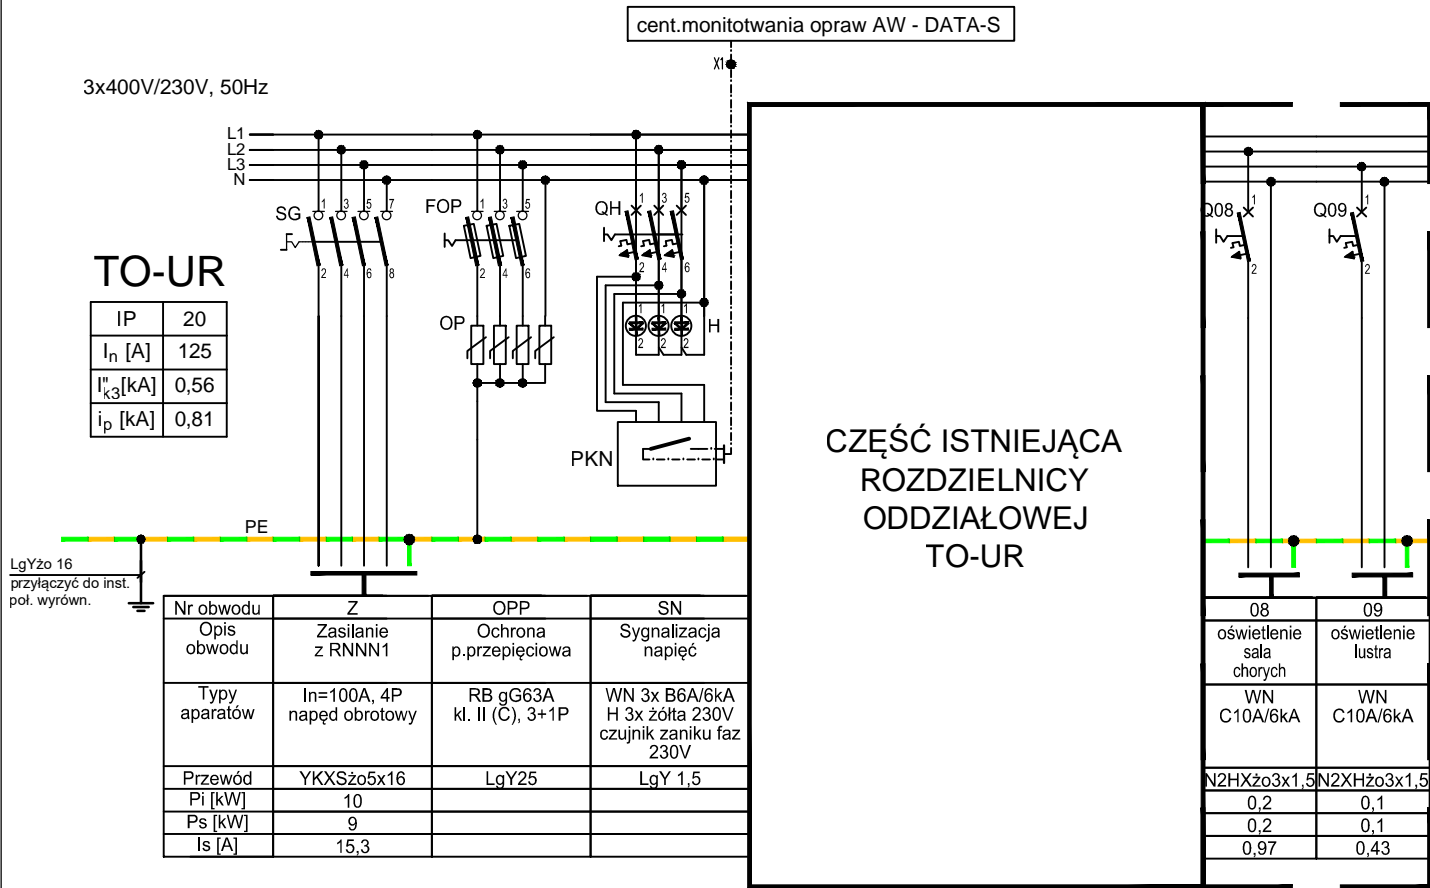 cent.monitotwania opraw AW - DATA-S
X1
3x400V/230V, 50Hz
L1
L2
L3
N
SG
1 3 5 7
2 4 6 8
FOP
1 3 5
2 4 6
QH
1 3 5
2 4 6
Q08
1
2
Q09
1
2
TO-UR
IP 20
In [A] 125
I"k3[kA] 0,56
ip [kA] 0,81
OP
1 1 1
H
2 2 2
PKN
CZĘŚĆ ISTNIEJĄCA
ROZDZIELNICY
ODDZIAŁOWEJ
TO-UR
PE
LgYżo 16
przyłączyć do inst.
poł. wyrówn.
Nr obwodu Z OPP SN 08 09
Opis
obwodu
Zasilanie
z RNNN1
Ochrona
p.przepięciowa
Sygnalizacja
napięć
oświetlenie
sala
chorych
oświetlenie
lustra
Typy
aparatów
In=100A, 4P
napęd obrotowy
RB gG63A
kl. II (C), 3+1P
WN 3x B6A/6kA
H 3x żółta 230V
czujnik zaniku faz
230V
WN
C10A/6kA
WN
C10A/6kA
Przewód YKXSżo5x16 LgY25 LgY 1,5 N2HXżo3x1,5 N2XHżo3x1,5
Pi [kW] 10 0,2 0,1
Ps [kW] 9 0,2 0,1
Is [A] 15,3 0,97 0,43